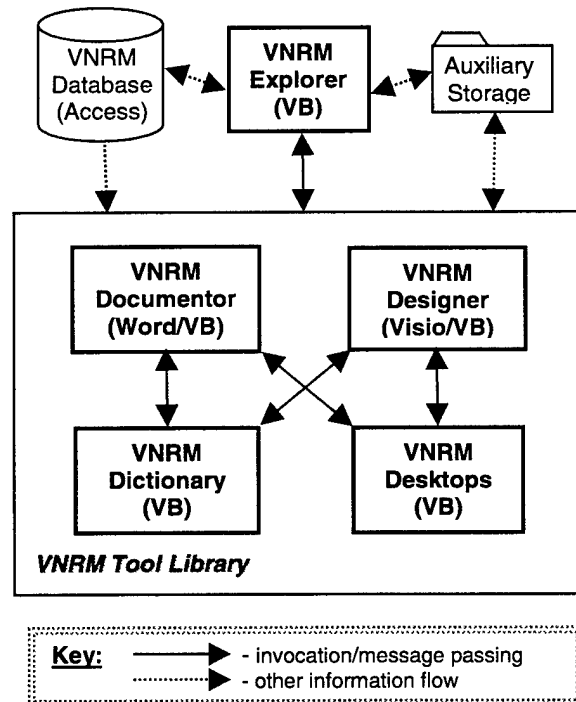 VNRM
Database
(Access)
VNRM
Explorer
(VB)
Auxiliary
Storage
VNRM
Documentor
(Word/VB)
VNRM
Designer
(Visio/VB)
VNRM
Dictionary
(VB)
VNRM
Desktops
(VB)
VNRM Tool Library
Key:
- invocation/message passing
- other information flow